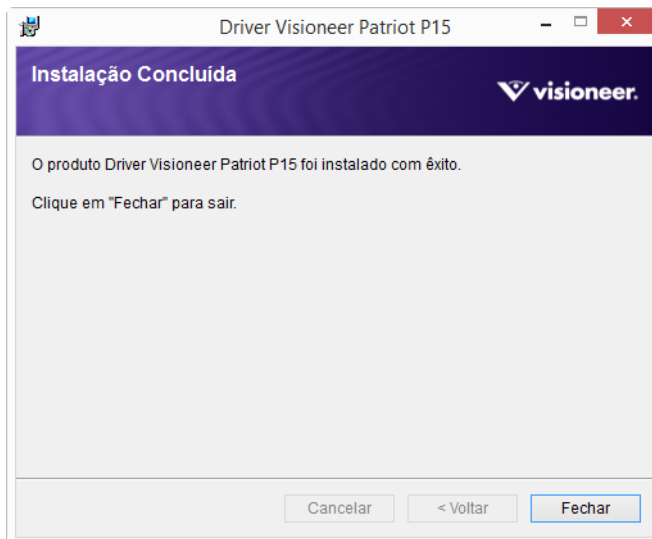 Driver Visioneer Patriot P15
Instalação Concluída
visioneer.
O produto Driver Visioneer Patriot P15 foi instalado com êxito.
Clique em "Fechar" para sair.
Cancelar
< Voltar
Fechar